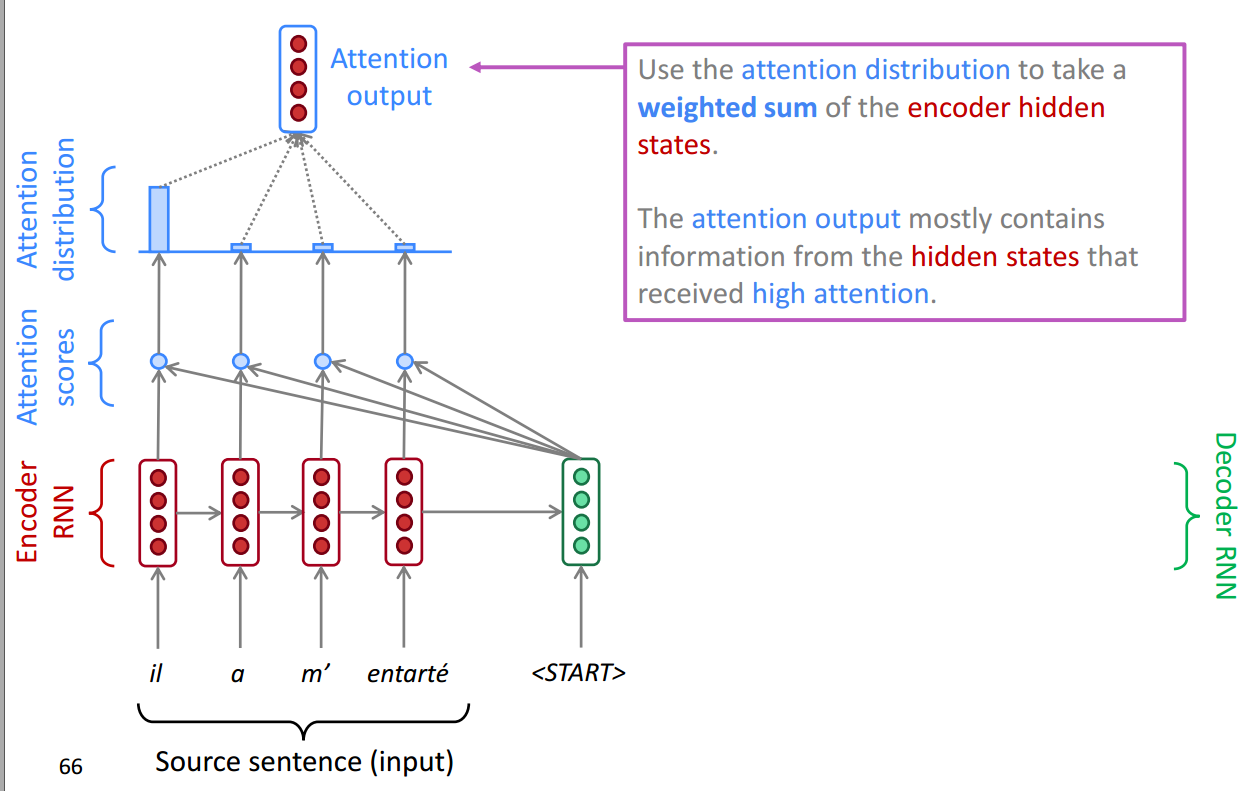 Attention
output
Use the attention distribution to take a
weighted sum of the encoder hidden
states.
The attention output mostly contains
information from the hidden states that
received high attention.
Attention
distribution
Attention
scores
Encoder
RNN
Decoder RNN
il a m’ entarté <START>
Source sentence (input)
66